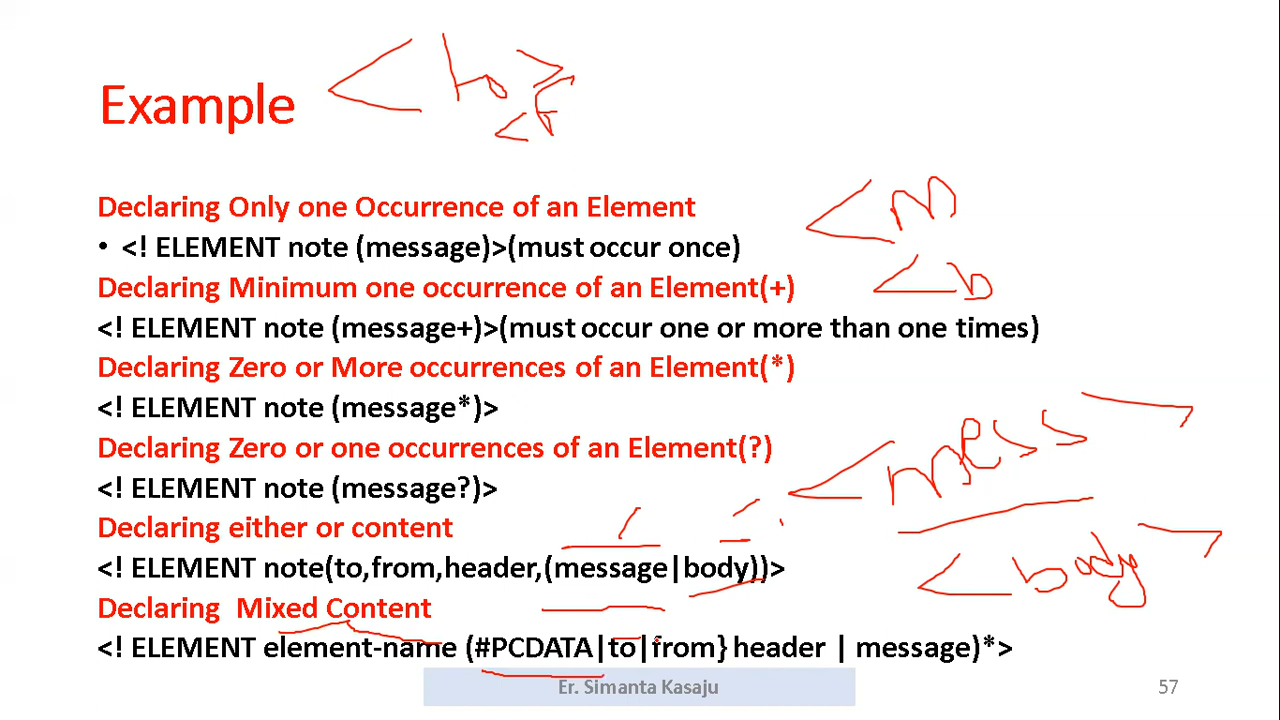 <to>
<f
Example
Declaring Only one Occurrence of an Element
<m
• <! ELEMENT note (message)>(must occur once)
<b
Declaring Minimum one occurrence of an Element(+)
<! ELEMENT note (message+)>(must occur one or more than one times)
Declaring Zero or More occurrences of an Element(*)
<! ELEMENT note (message*)>
Declaring Zero or one occurrences of an Element(?)
<mess>
<! ELEMENT note (message?)>
Declaring either or content
<! ELEMENT note(to,from,header,(message|body))>
<body>
Declaring  Mixed Content
<! ELEMENT element-name (#PCDATA|to|from} header | message)*>
Er. Simanta Kasaju
57